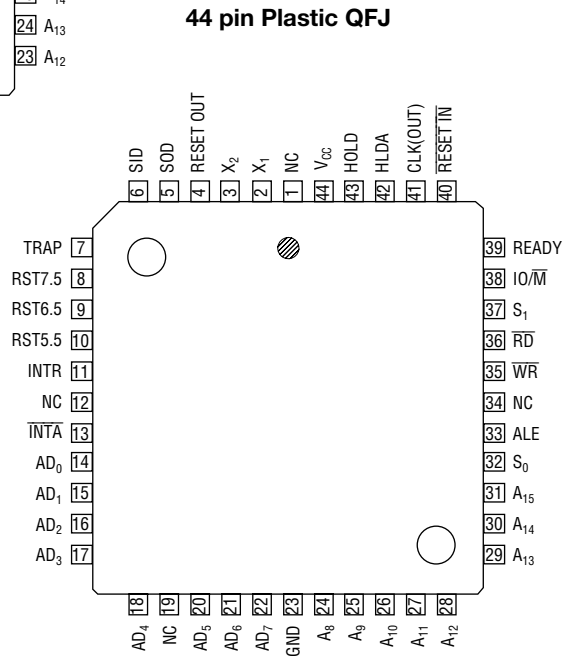 24 A13
23 A12
44 pin Plastic QFJ
SID
SOD
RESET OUT
X2
X1
NC
VCC
HOLD
HLDA
CLK(OUT)
RESET IN
6 5 4 3 2 1 44 43 42 41 40
TRAP 7
RST7.5 8
RST6.5 9
RST5.5 10
INTR 11
NC 12
INTA 13
AD0 14
AD1 15
AD2 16
AD3 17
39 READY
38 IO/M
37 S1
36 RD
35 WR
34 NC
33 ALE
32 S0
31 A15
30 A14
29 A13
18 19 20 21 22 23 24 25 26 27 28
AD4
NC
AD5
AD6
AD7
GND
A8
A9
A10
A11
A12